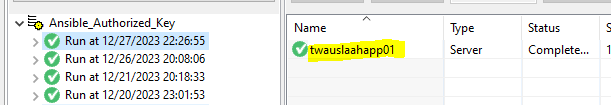 Ansible_Authorized_Key
Run at 12/27/2023 22:26:55
Run at 12/26/2023 20:08:06
Run at 12/21/2023 20:18:33
Run at 12/20/2023 23:01:53
Name Type Status
twauslaahapp01 Server Complete...